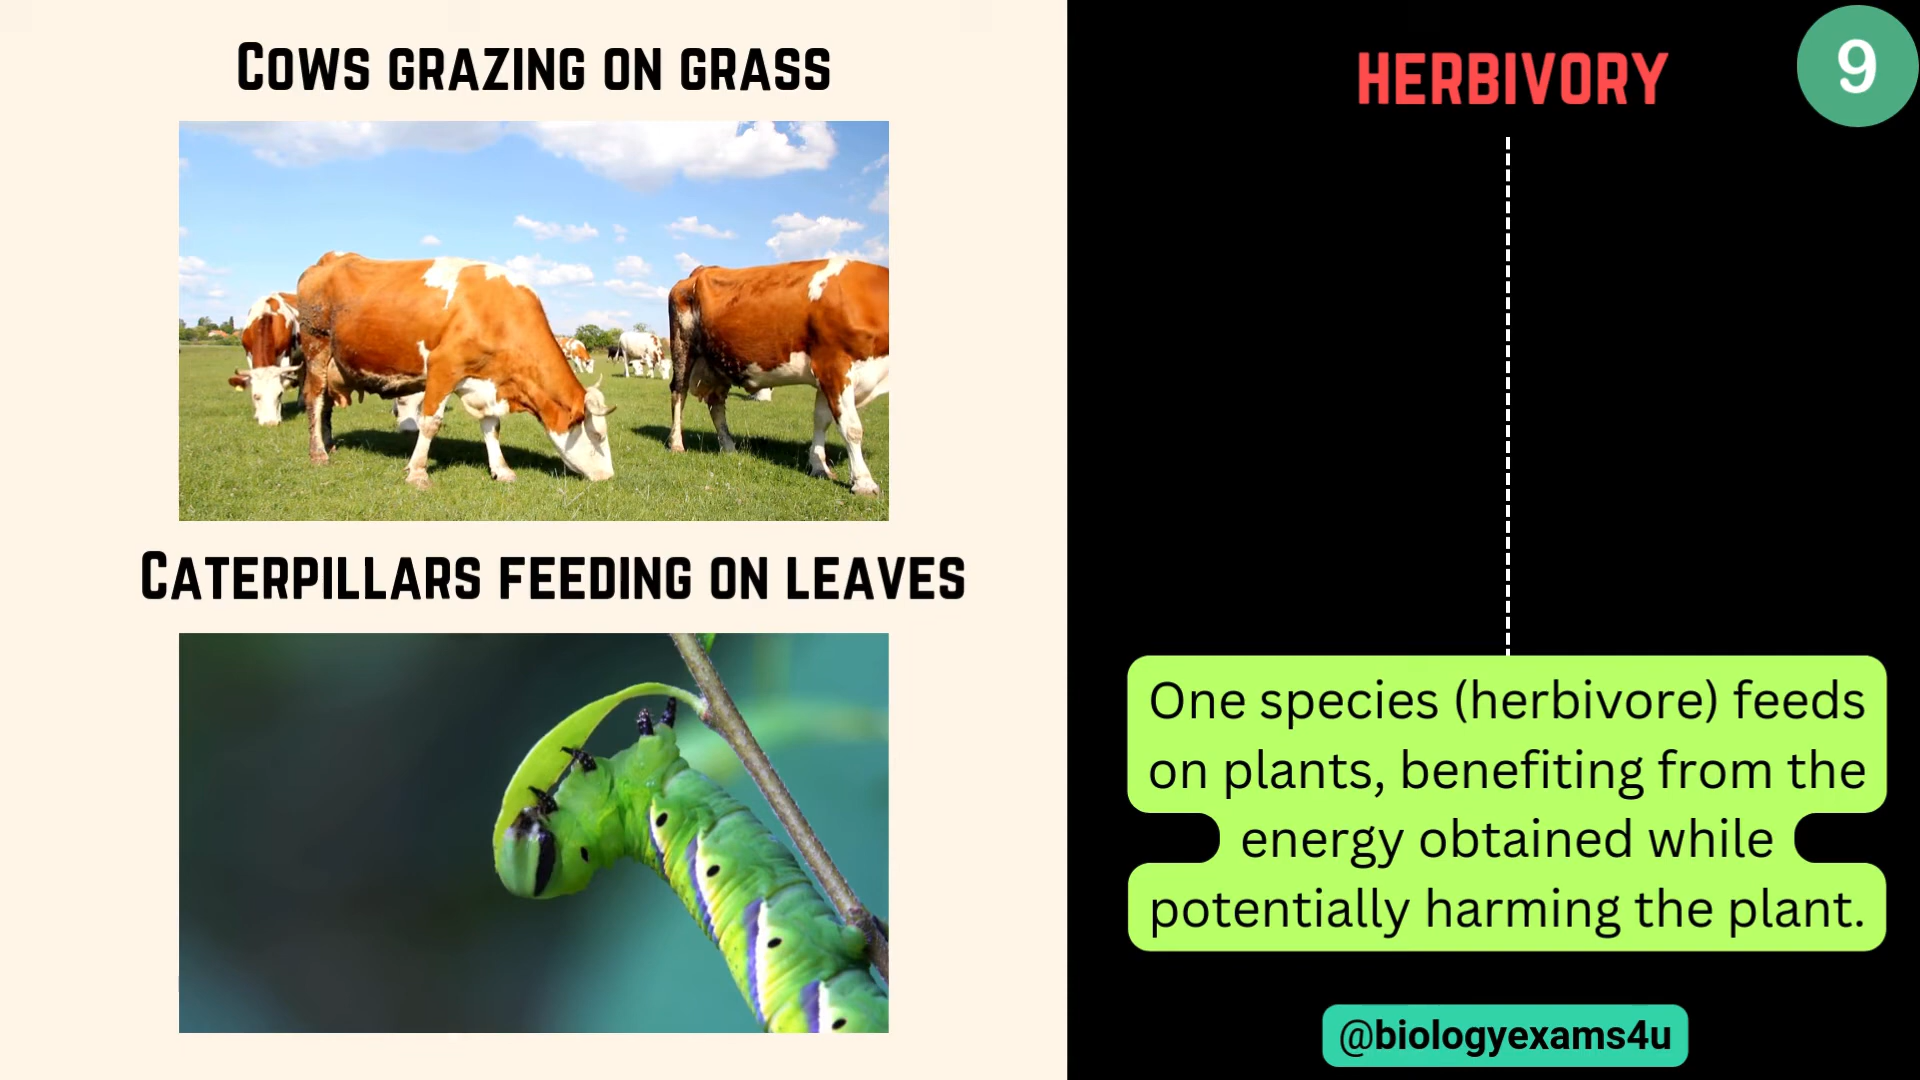 Cows grazing on grass
Caterpillars feeding on leaves
HERBIVORY
9
One species (herbivore) feeds
on plants, benefiting from the
energy obtained while
potentially harming the plant.
@biologyexams4u